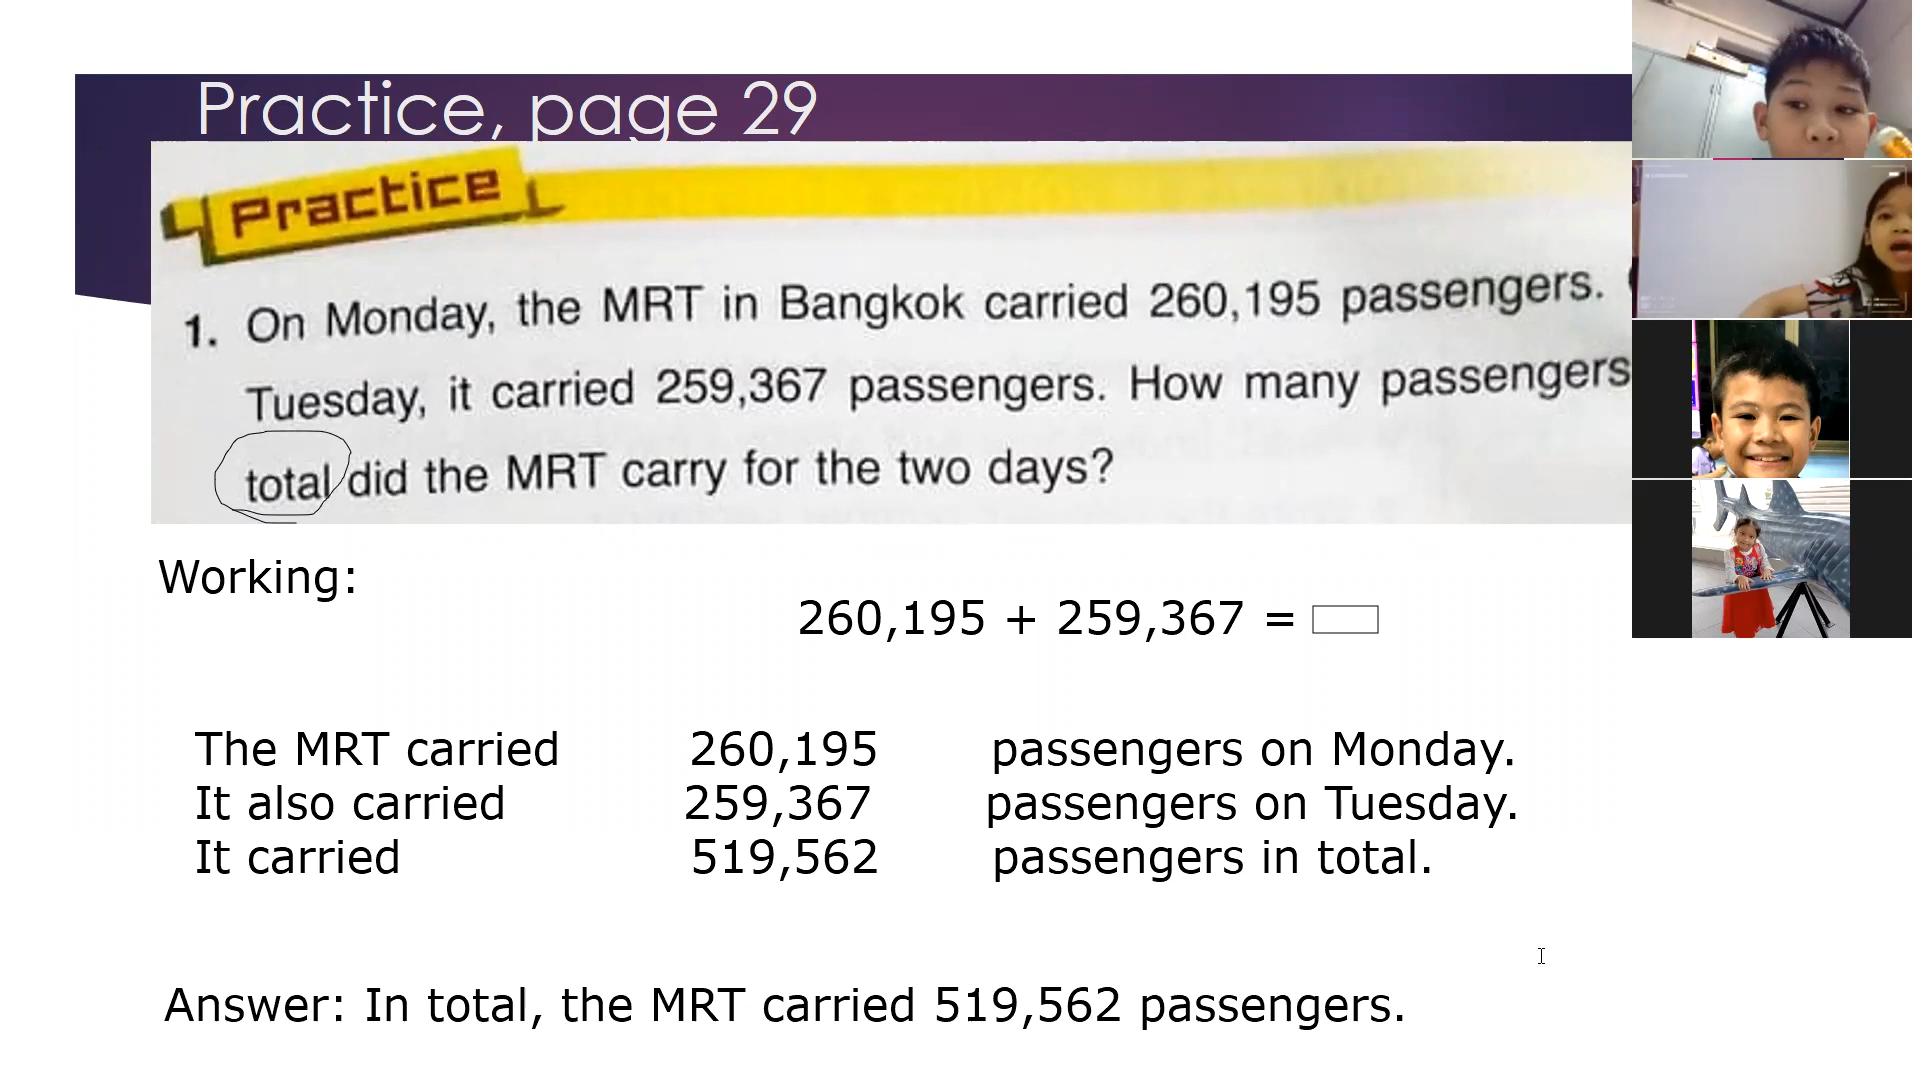 Practice, page 29
Practice
1. On Monday, the MRT in Bangkok carried 260,195 passengers.
Tuesday, it carried 259,367 passengers. How many passengers
total did the MRT carry for the two days?
Working:
260,195 + 259,367 =
The MRT carried 260,195 passengers on Monday.
It also carried 259,367 passengers on Tuesday.
It carried 519,562 passengers in total.
Answer: In total, the MRT carried 519,562 passengers.